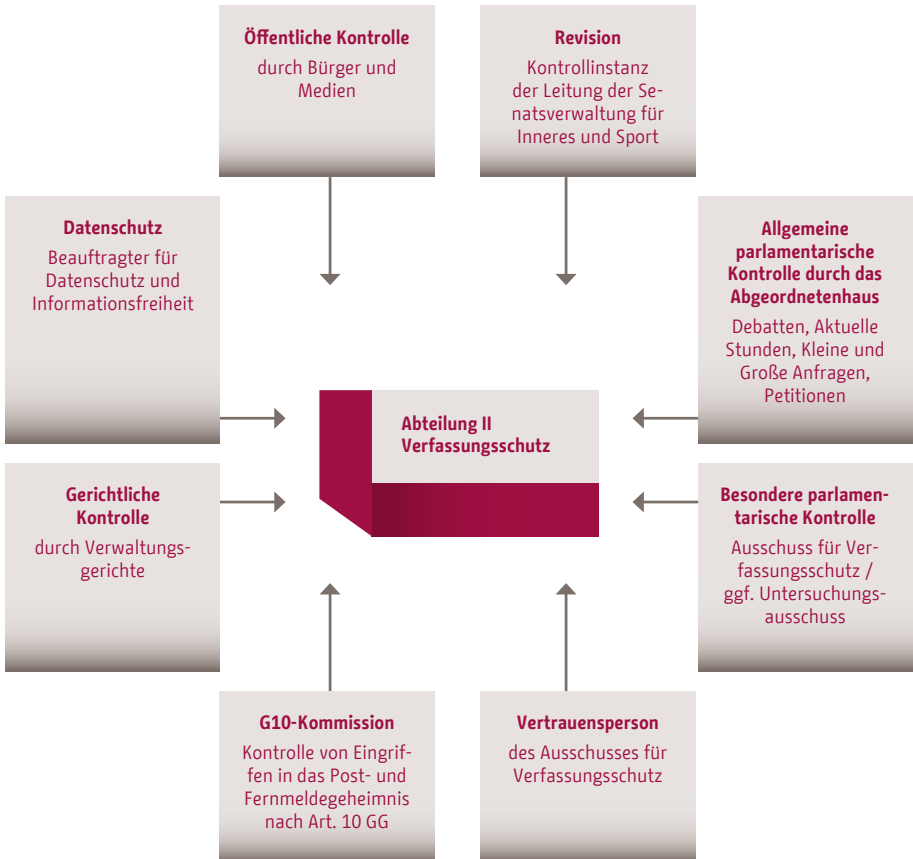 Öffentliche Kontrolle
durch Bürger und
Medien
Revision
Kontrollinstanz
der Leitung der Se-
natsverwaltung für
Inneres und Sport
Datenschutz
Beauftragter für
Datenschutz und
Informationsfreiheit
Allgemeine
parlamentarische
Kontrolle durch das
Abgeordnetenhaus
Debatten, Aktuelle
Stunden, Kleine und
Große Anfragen,
Petitionen
Abteilung II
Verfassungsschutz
Gerichtliche
Kontrolle
durch Verwaltungs-
gerichte
Besondere parlamen-
tarische Kontrolle
Ausschuss für Ver-
fassungsschutz /
ggf. Untersuchungs-
ausschuss
G10-Kommission
Kontrolle von Eingrif-
fen in das Post- und
Fernmeldegeheimnis
nach Art. 10 GG
Vertrauensperson
des Ausschusses für
Verfassungsschutz